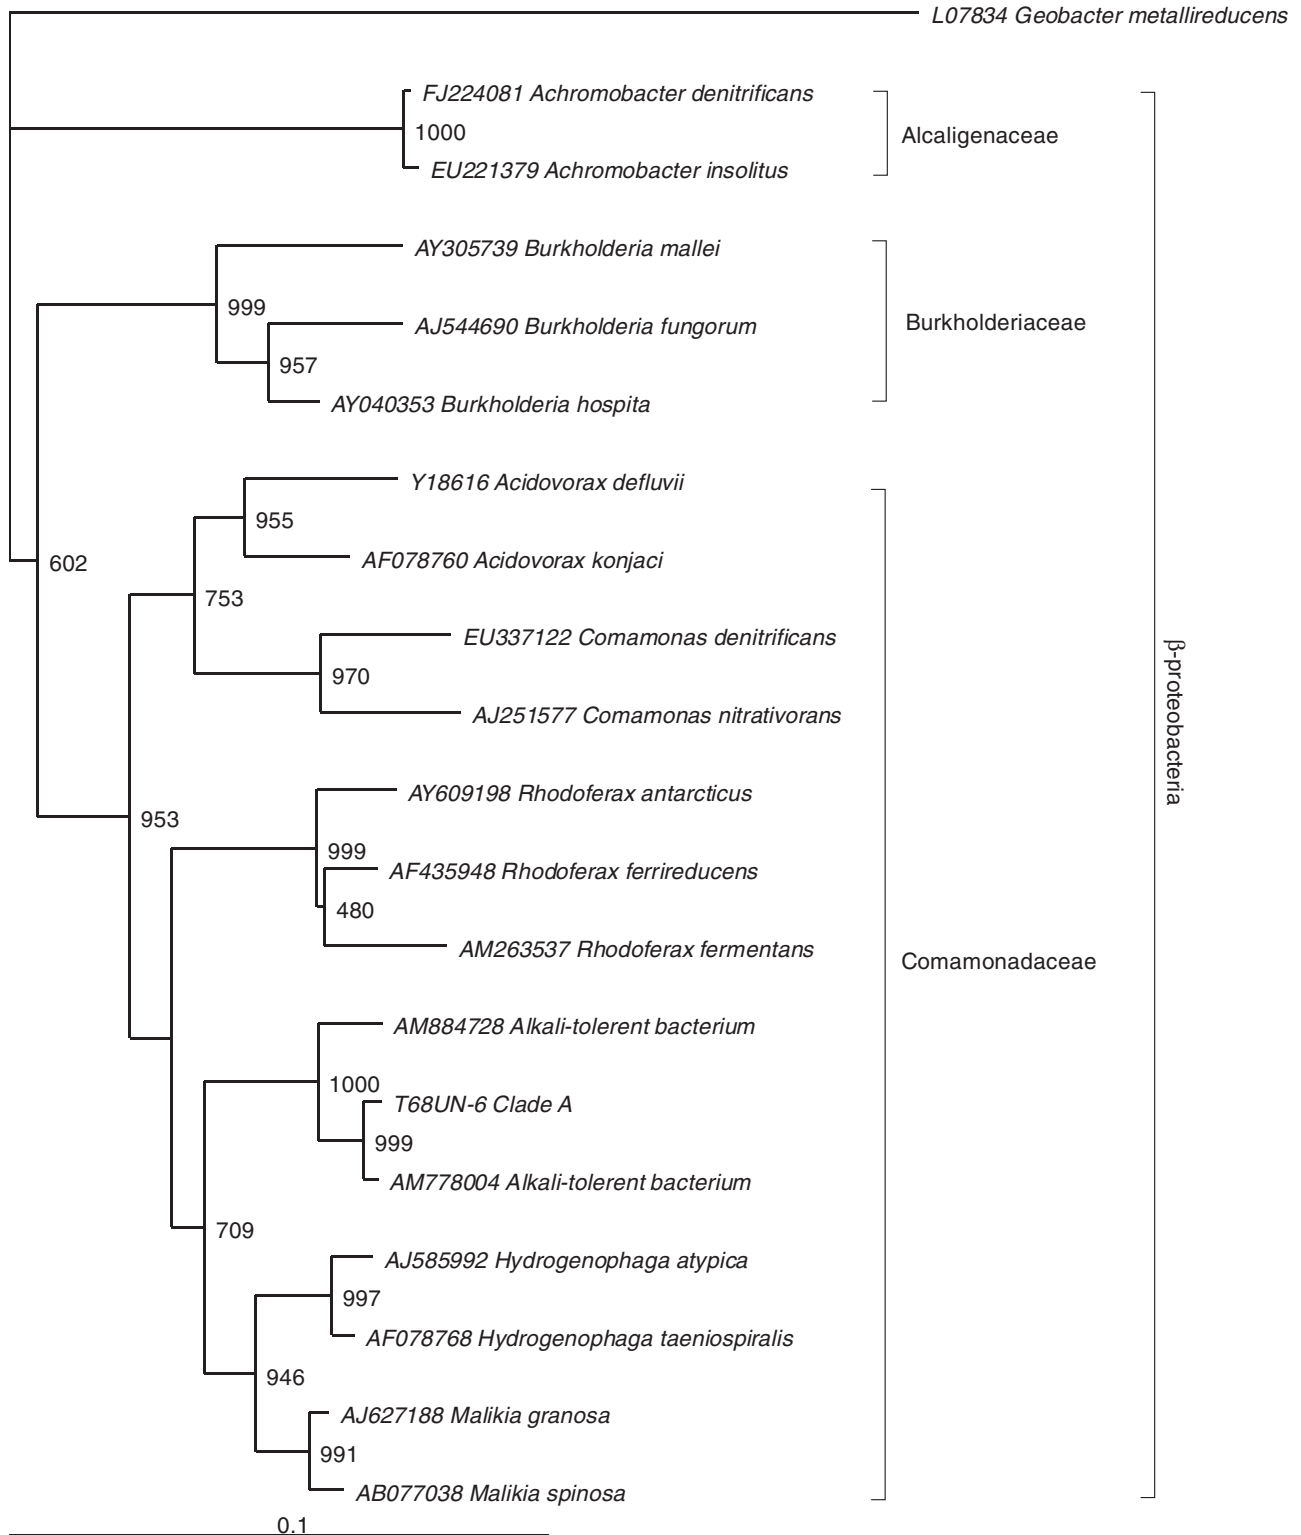 L07834 Geobacter metallireducens
FJ224081 Achromobacter denitrificans
1000
Alcaligenaceae
EU221379 Achromobacter insolitus
AY305739 Burkholderia mallei
999
AJ544690 Burkholderia fungorum
Burkholderiaceae
957
AY040353 Burkholderia hospita
Y18616 Acidovorax defluvii
955
AF078760 Acidovorax konjaci
602
753
EU337122 Comamonas denitrificans
970
AJ251577 Comamonas nitrativorans
β-proteobacteria
AY609198 Rhodoferax antarcticus
953
999
AF435948 Rhodoferax ferrireducens
480
AM263537 Rhodoferax fermentans
Comamonadaceae
AM884728 Alkali-tolerent bacterium
1000
T68UN-6 Clade A
999
AM778004 Alkali-tolerent bacterium
709
AJ585992 Hydrogenophaga atypica
997
AF078768 Hydrogenophaga taeniospiralis
946
AJ627188 Malikia granosa
991
AB077038 Malikia spinosa
0.1